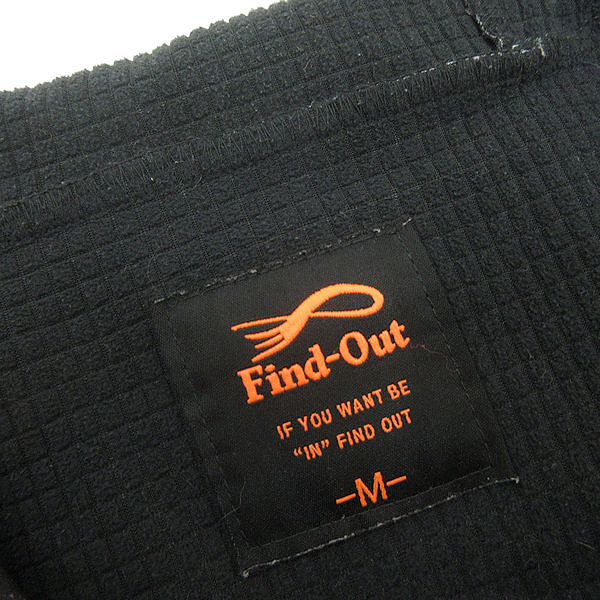 Find-Out
IF YOU WANT BE
"IN" FIND OUT
-M-